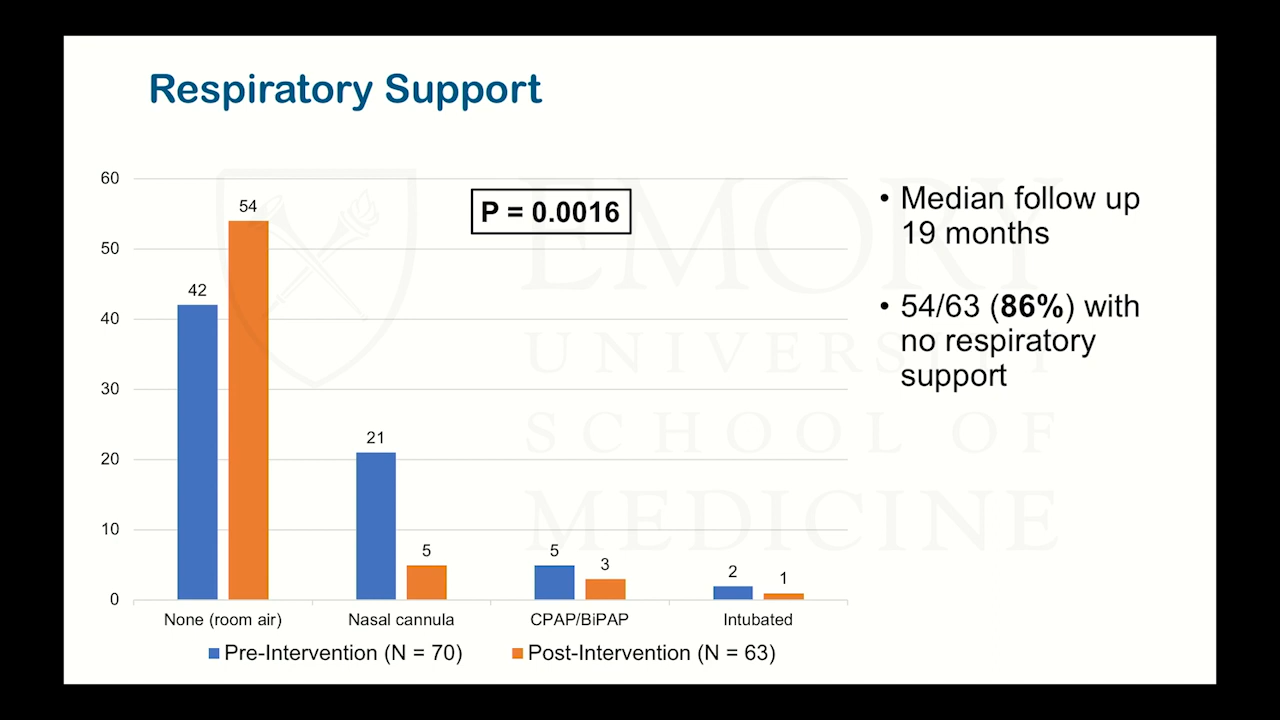 Respiratory Support
60
50
40
30
20
10
0
54
42
21
5
5
3
2
1
P = 0.0016
None (room air)
Nasal cannula
CPAP/BiPAP
Intubated
Pre-Intervention (N = 70)
Post-Intervention (N = 63)
• Median follow up
19 months
• 54/63 (86%) with
no respiratory
support
EMORY
UNIVERSITY
SCHOOL OF
MEDICINE